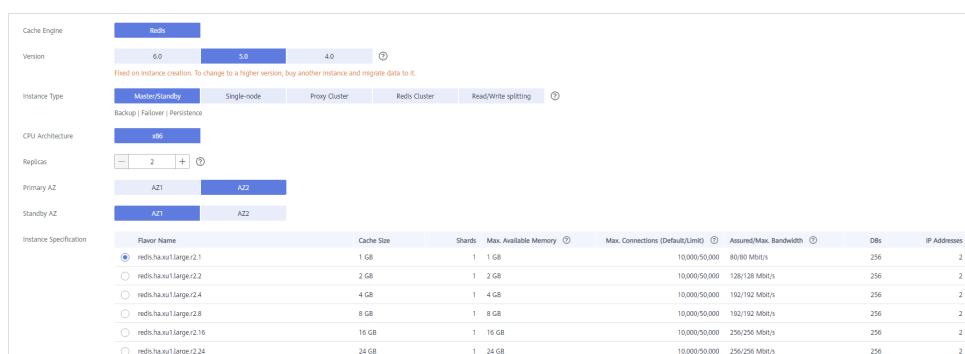 Cache Engine Redis
Version 6.0 5.0 4.0
Fixed on instance creation. To change to a higher version, buy another instance and migrate data to it.
Instance Type Master/Standby Single-node Proxy Cluster Redis Cluster Read/Write splitting
Backup | Failover | Persistence
CPU Architecture x86
Replicas 2
Primary AZ AZ1 AZ2
Standby AZ AZ1 AZ2
Instance Specification Flavor Name Cache Size Shards Max. Available Memory Max. Connections (Default/Limit) Assured/Max. Bandwidth DBs IP Addresses
redis.ha.xu1.large.r2.1 1 GB 1 1 GB 10,000/50,000 80/80 Mbit/s 256 2
redis.ha.xu1.large.r2.2 2 GB 1 2 GB 10,000/50,000 128/128 Mbit/s 256 2
redis.ha.xu1.large.r2.4 4 GB 1 4 GB 10,000/50,000 192/192 Mbit/s 256 2
redis.ha.xu1.large.r2.8 8 GB 1 8 GB 10,000/50,000 192/192 Mbit/s 256 2
redis.ha.xu1.large.r2.16 16 GB 1 16 GB 10,000/50,000 256/256 Mbit/s 256 2
redis.ha.xu1.large.r2.24 24 GB 1 24 GB 10,000/50,000 256/256 Mbit/s 256 2